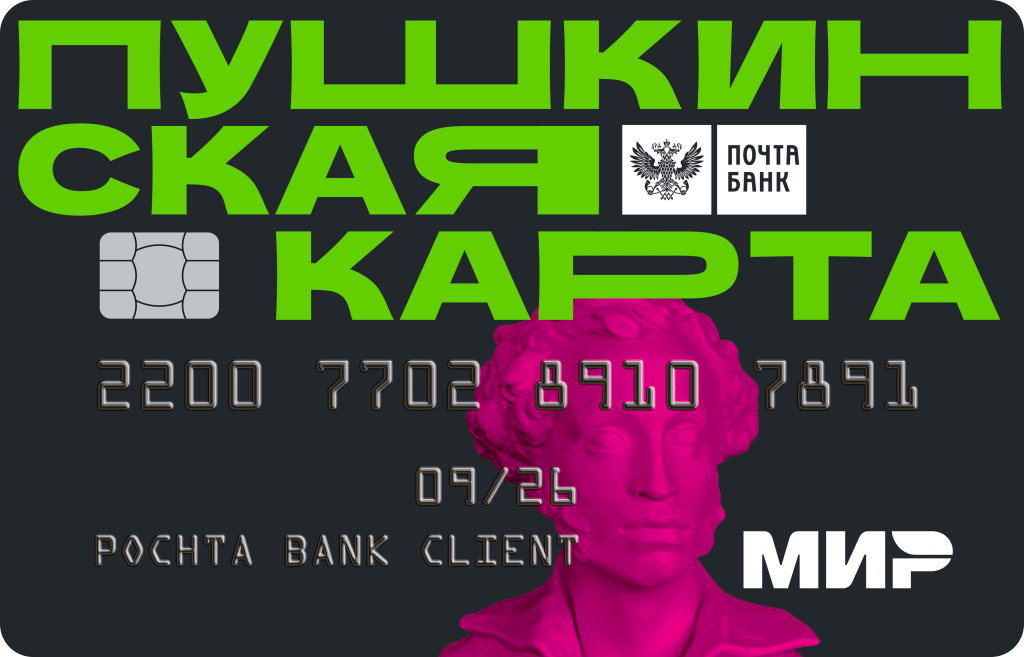 ПУШКИН
СКАЯ
ПОЧТА
БАНК
КАРТА
2200 7702 8910 7891
09/26
POCHTA BANK CLIENT
МИР